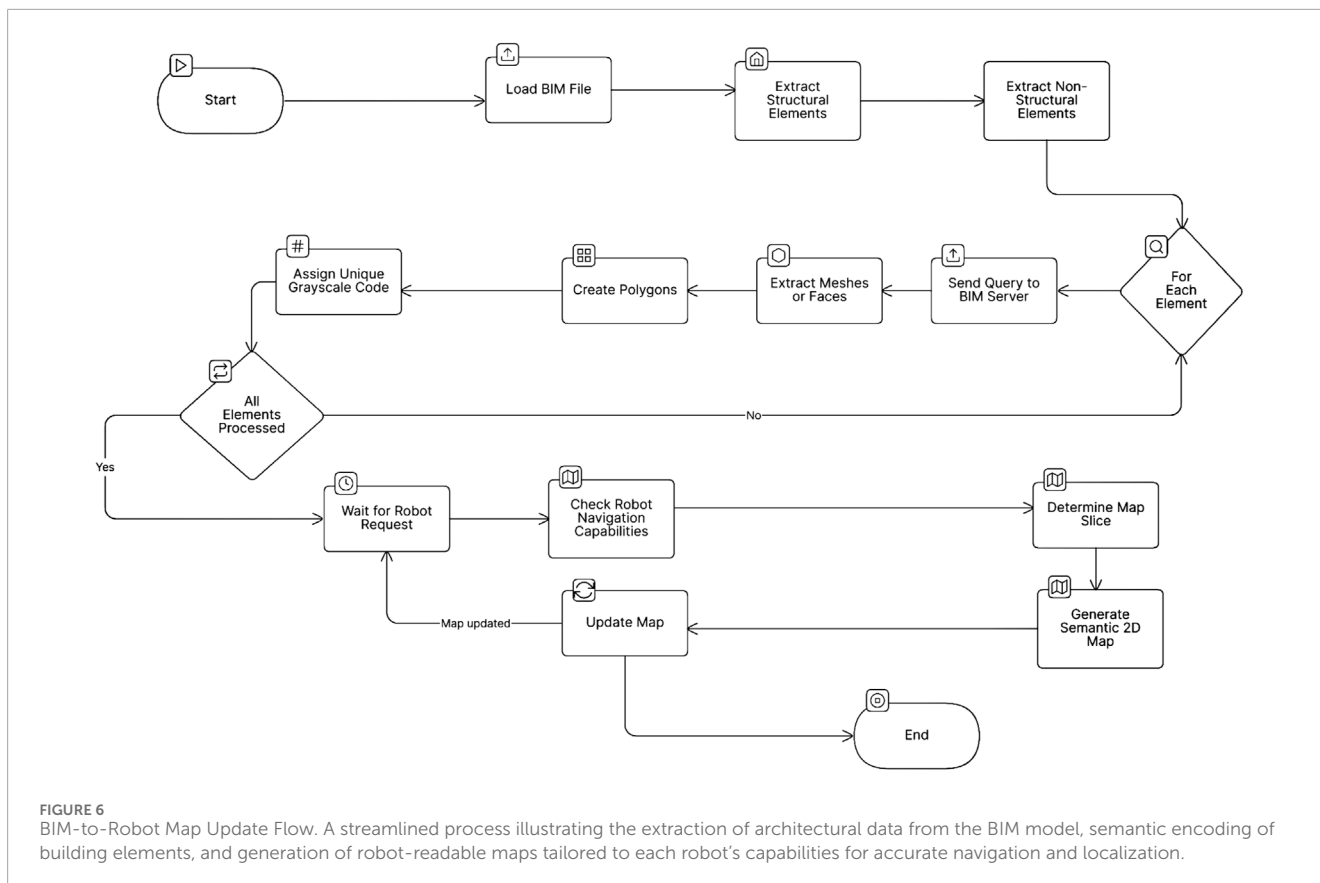 Start
Load BIM File
Extract
Structural
Elements
Extract Non-
Structural
Elements
#
Assign Unique
Grayscale Code
Create Polygons
Extract Meshes
or Faces
Send Query to
BIM Server
For
Each
Element
All
Elements
Processed
No
Yes
Wait for Robot
Request
Check Robot
Navigation
Capabilities
Determine Map
Slice
Map updated
Update Map
Generate
Semantic 2D
Map
End
FIGURE 6
BIM-to-Robot Map Update Flow. A streamlined process illustrating the extraction of architectural data from the BIM model, semantic encoding of
building elements, and generation of robot-readable maps tailored to each robot's capabilities for accurate navigation and localization.